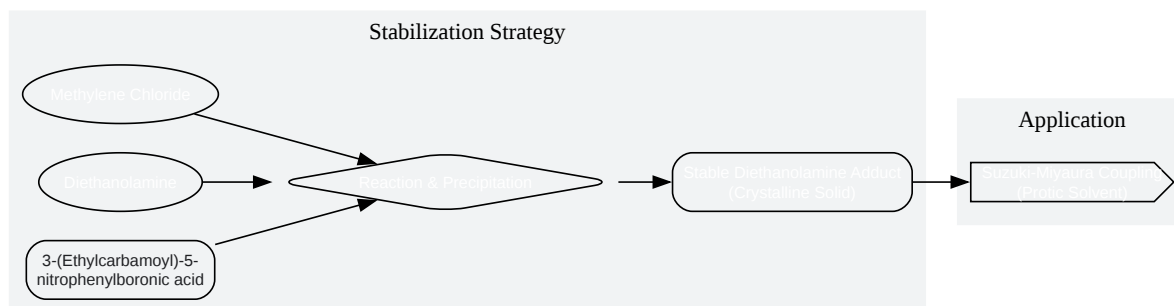 Stabilization Strategy
Methylene Chloride
Diethanolamine
3-(Ethylcarbamoyl)-5-
nitrophenylboronic acid
Reaction & Precipitation
Stable Diethanolamine Adduct
(Crystalline Solid)
Application
Suzuki-Miyaura Coupling
(Protic Solvent)